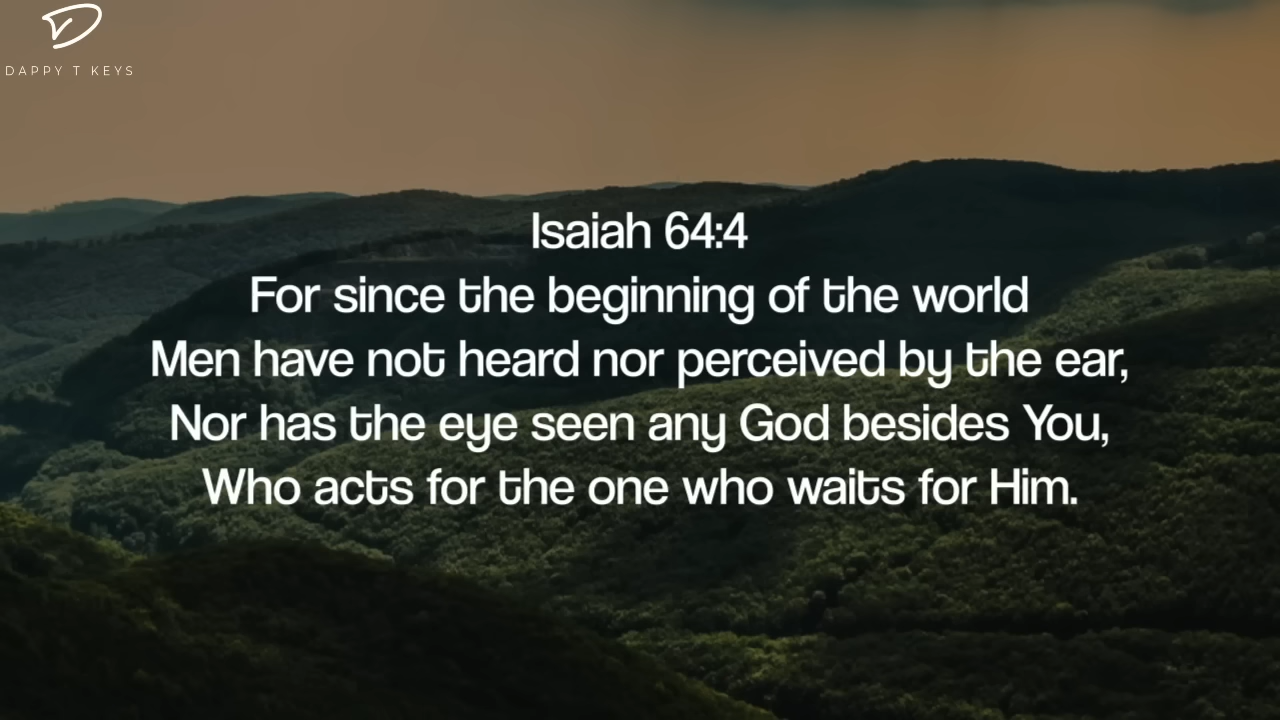 DAPPY T KEYS
Isaiah 64:4
For since the beginning of the world
Men have not heard nor perceived by the ear,
Nor has the eye seen any God besides You,
Who acts for the one who waits for Him.